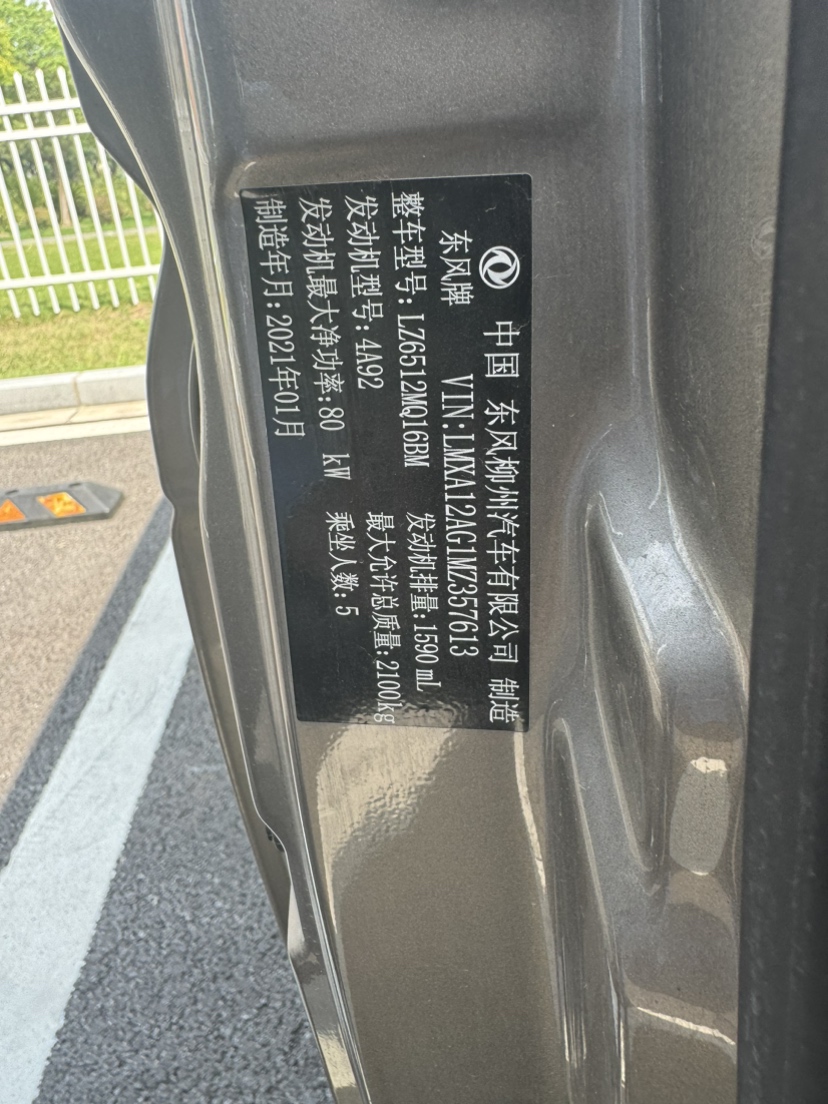 中国 东风柳州汽车有限公司 制造
东风牌 VIN:LMXA12AG1MZ357613
整车型号:LZ6512MQ16BM 发动机排量:1590 mL
发动机型号:4A92 最大允许总质量:2100kg
发动机最大净功率:80 kW 乘坐人数:5
制造年月:2021年01月